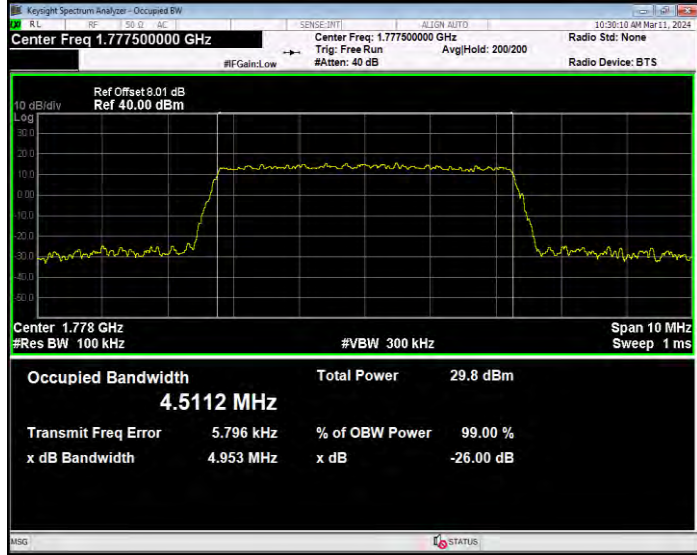 Keysight Spectrum Analyzer - Occupied BW
RL RF 50 Ω AC SENSE:INT ALIGN AUTO 10:30:10 AM Mar 11, 2024
Center Freq 1.777500000 GHz Center Freq: 1.777500000 GHz Radio Std: None
Trig: Free Run Avg|Hold: 200/200
#IFGain:Low #Atten: 40 dB Radio Device: BTS
Ref Offset 8.01 dB
10 dB/div Ref 40.00 dBm
Log
30.0
20.0
10.0
0.00
-10.0
-20.0
-30.0
-40.0
-50.0
Center 1.778 GHz Span 10 MHz
#Res BW 100 kHz #VBW 300 kHz Sweep 1 ms
Occupied Bandwidth Total Power 29.8 dBm
4.5112 MHz
Transmit Freq Error 5.796 kHz % of OBW Power 99.00 %
x dB Bandwidth 4.953 MHz x dB -26.00 dB
MSG STATUS